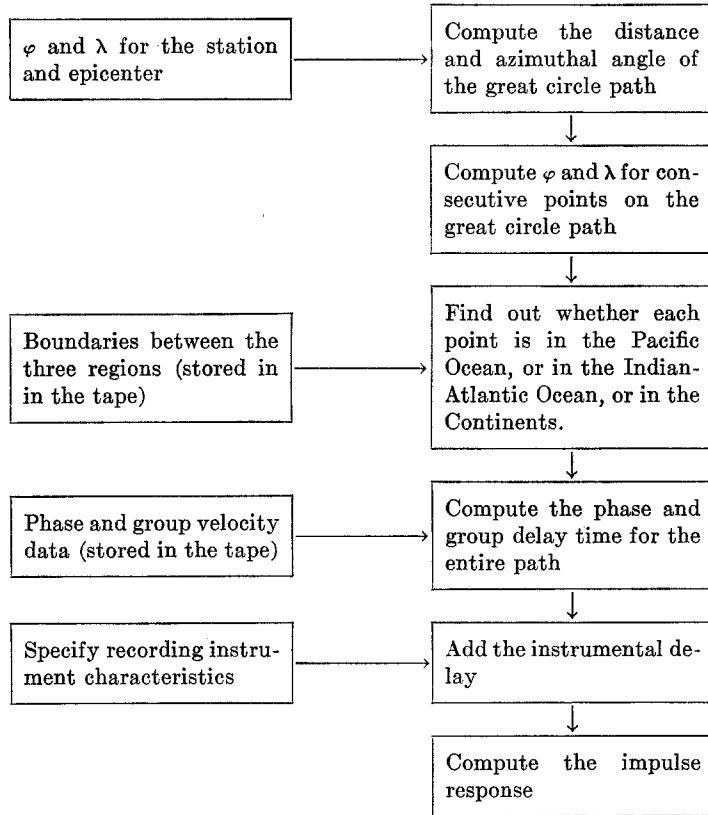 φ and λ for the station
and epicenter
Compute the distance
and azimuthal angle of
the great circle path
Compute φ and λ for con-
secutive points on the
great circle path
Boundaries between the
three regions (stored in
in the tape)
Find out whether each
point is in the Pacific
Ocean, or in the Indian-
Atlantic Ocean, or in the
Continents.
Phase and group velocity
data (stored in the tape)
Compute the phase and
group delay time for the
entire path
Specify recording instru-
ment characteristics
Add the instrumental de-
lay
Compute the impulse
response